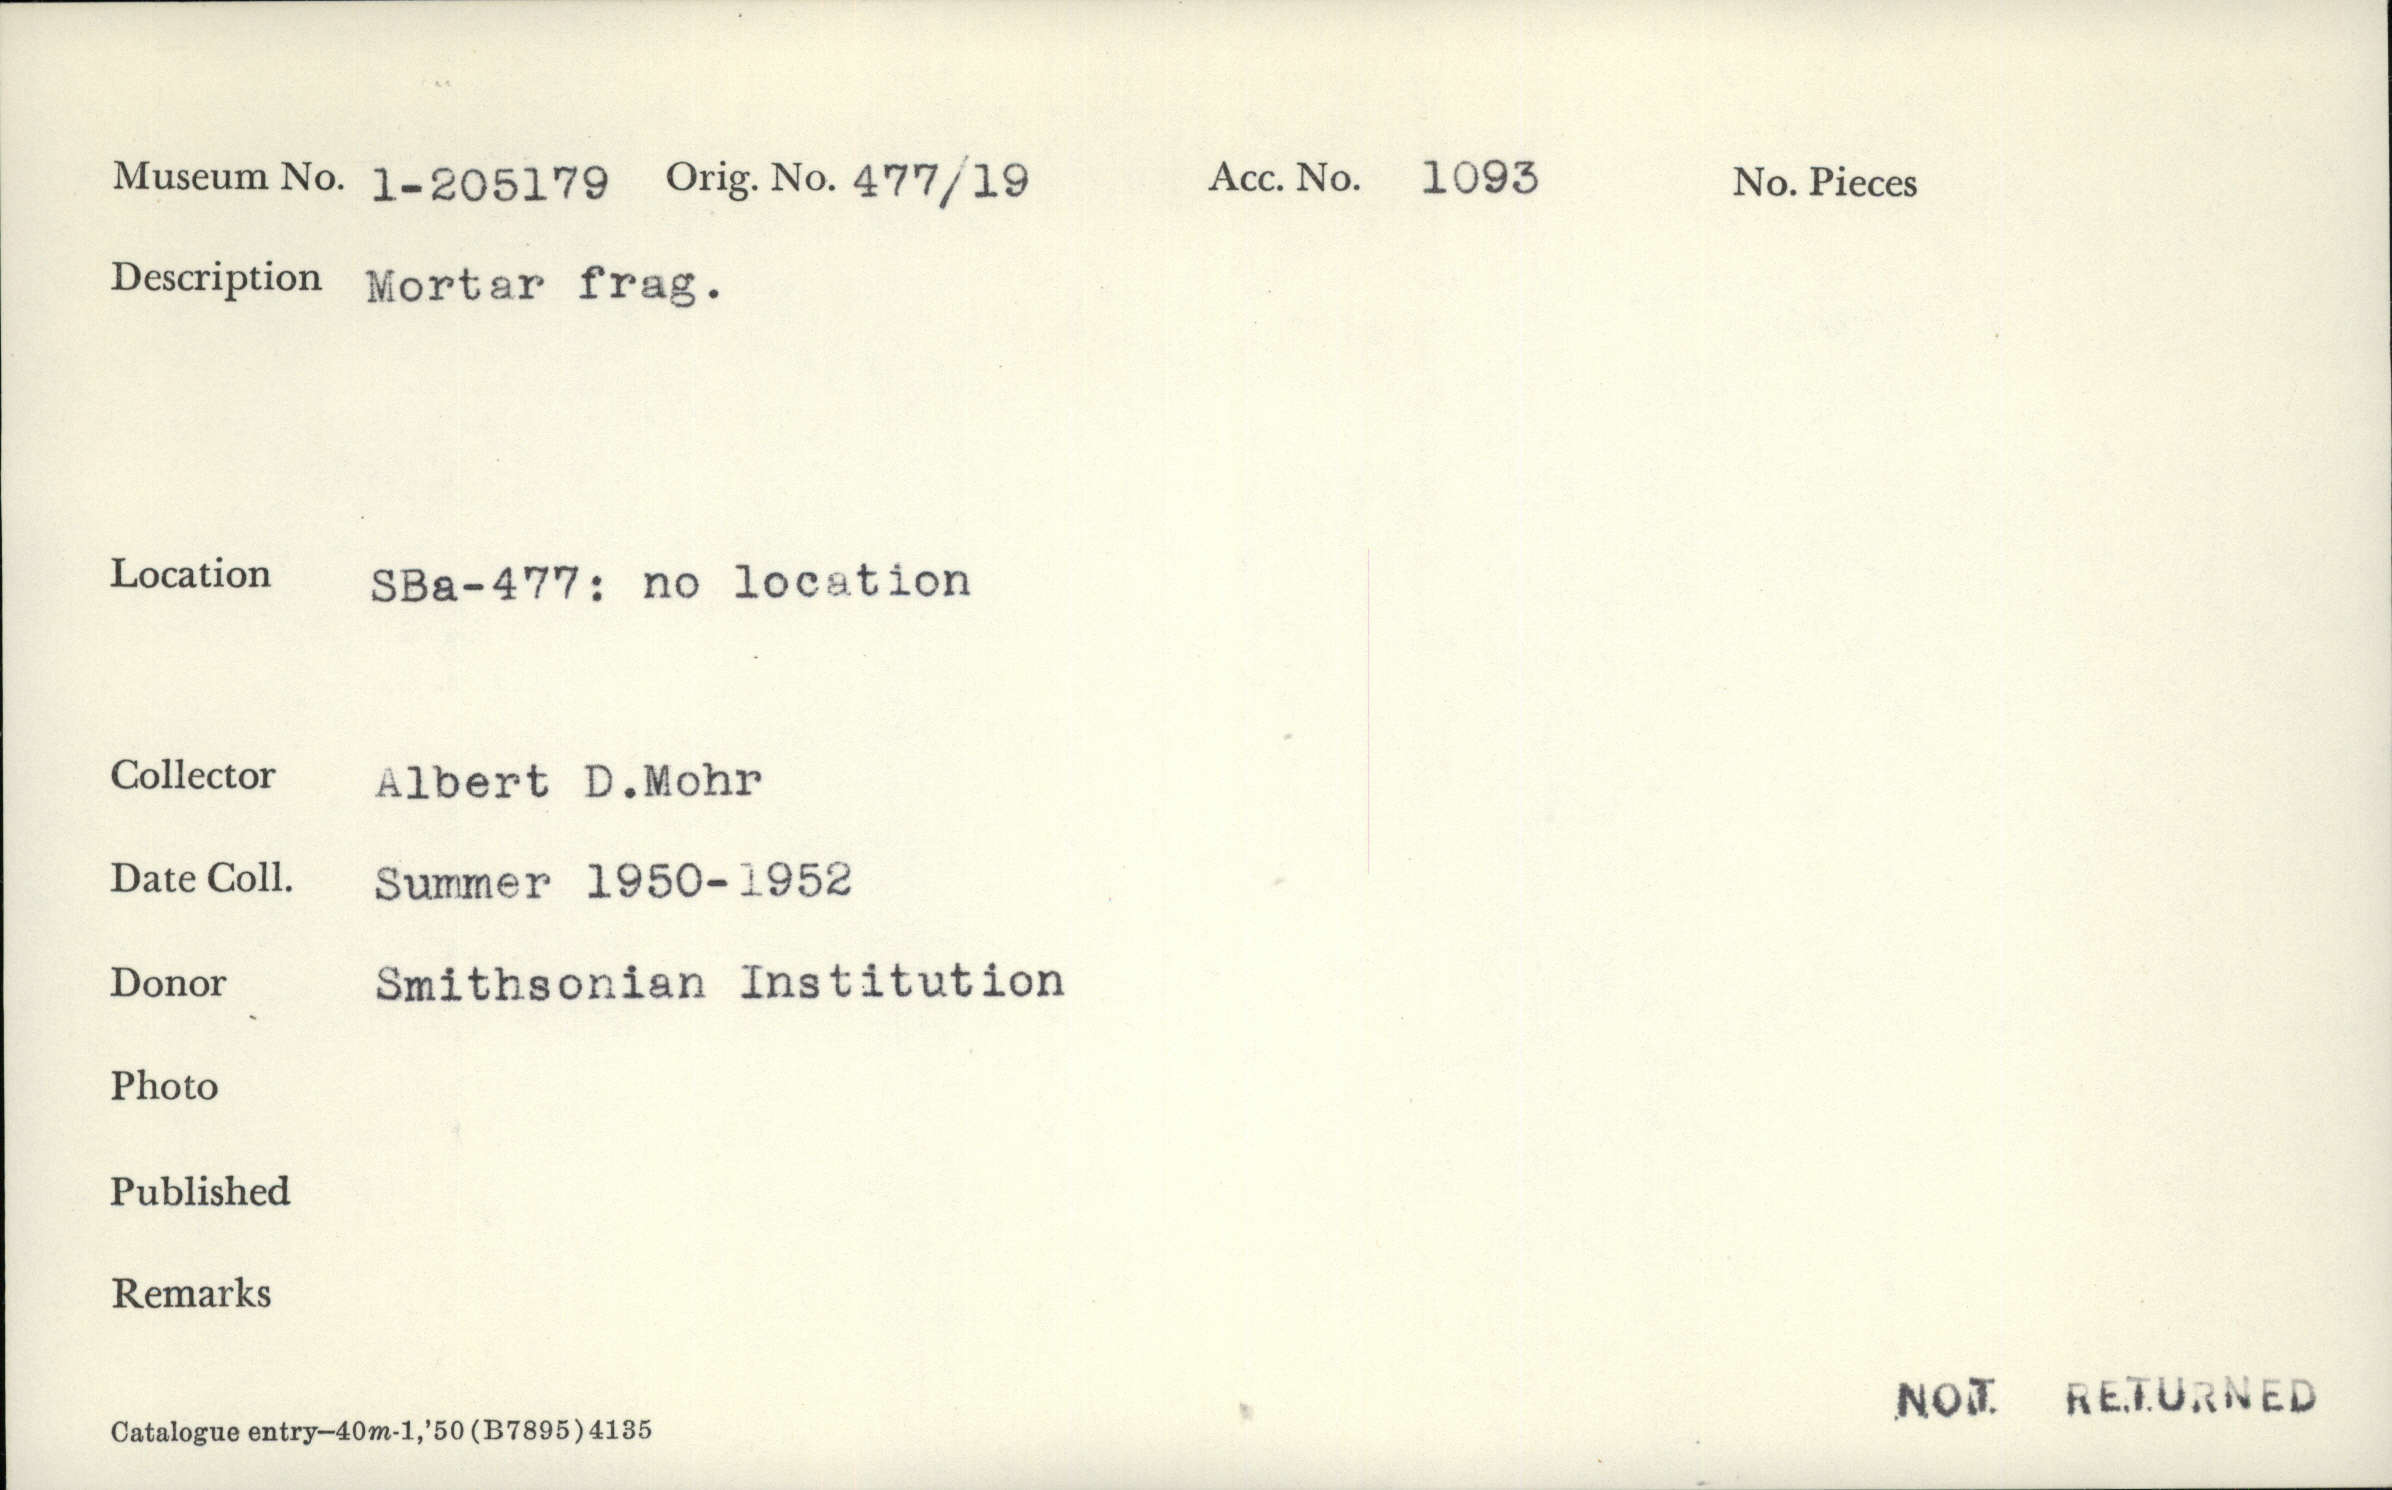 Museum No. 1-205179 Orig. No. 477/19 Acc. No. 1093 No. Pieces
Description Mortar frag.
Location SBa-477: no location
Collector Albert D.Mohr
Date Coll. Summer 1950-1952
Donor Smithsonian Institution
Photo
Published
Remarks
NOT RETURNED
Catalogue entry—40m-1,'50 (B7895) 4135